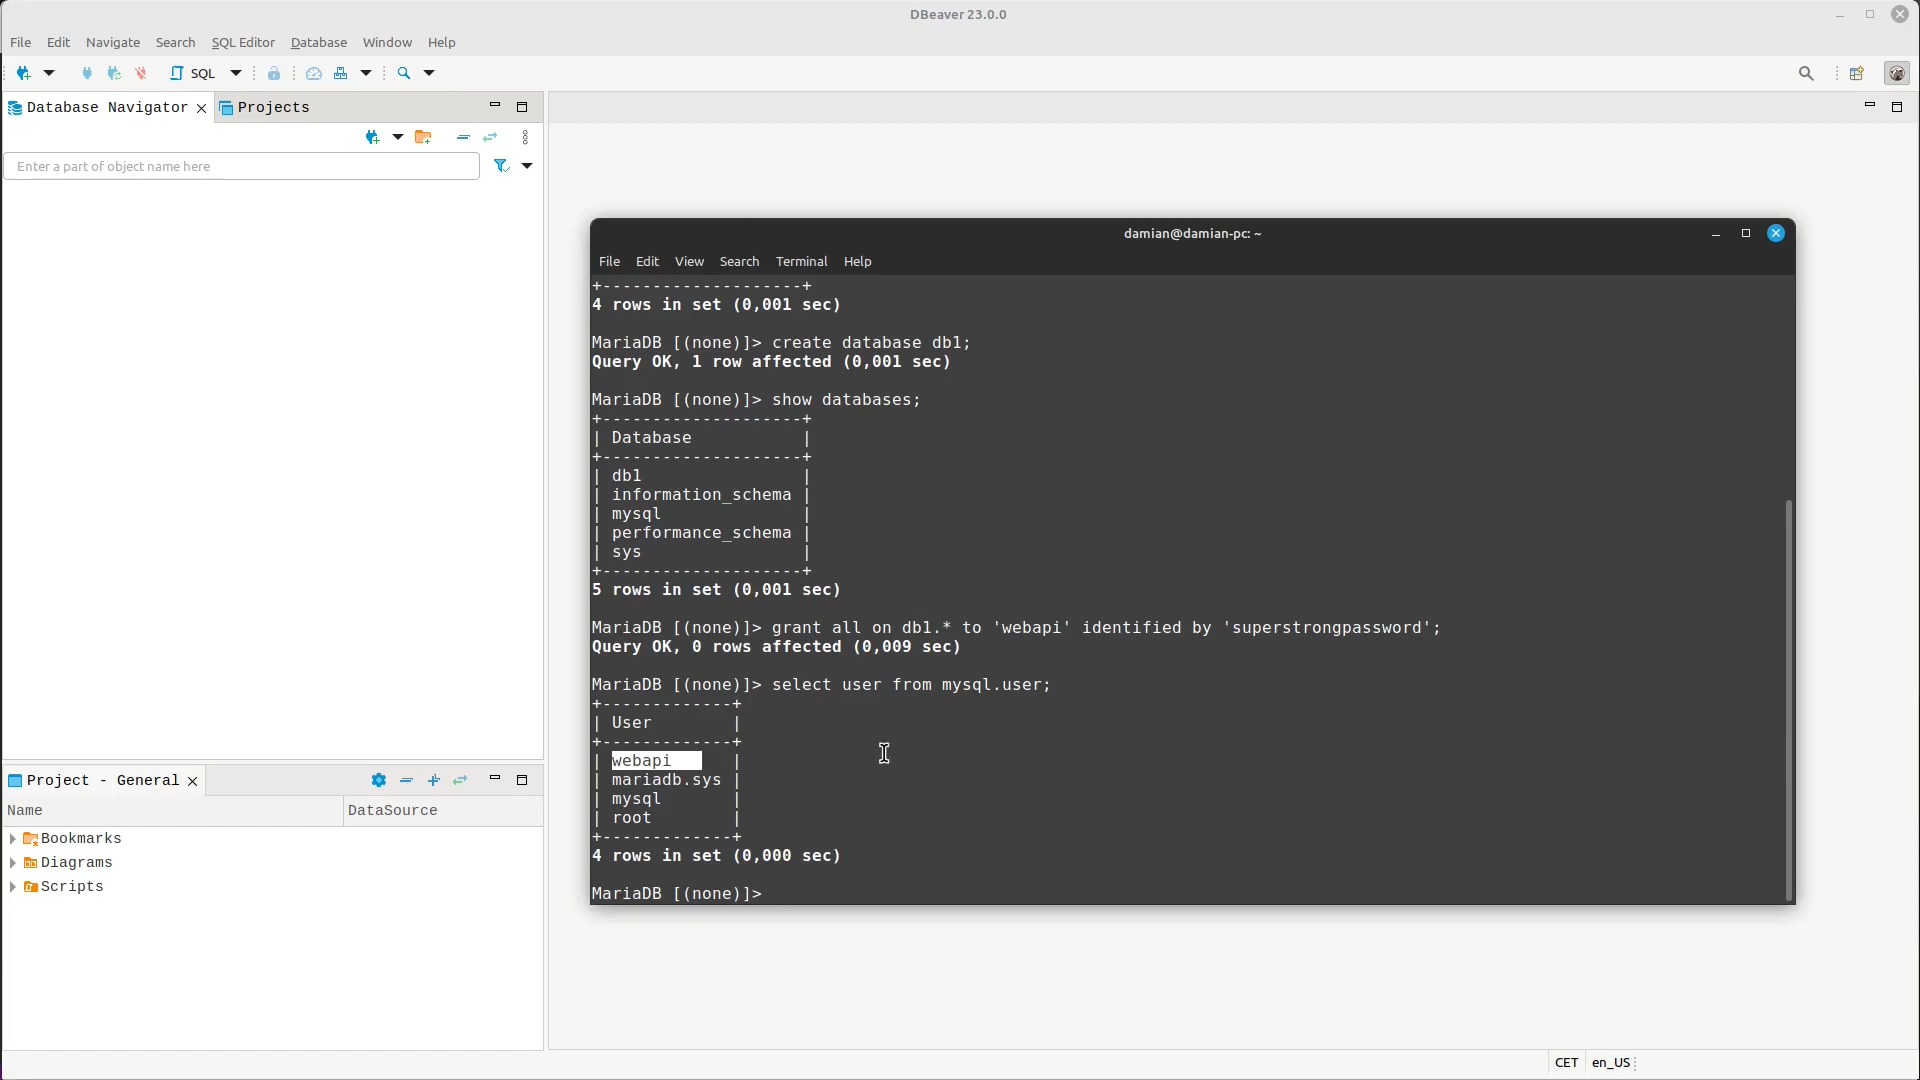 DBeaver 23.0.0
File Edit Navigate Search SQL Editor Database Window Help
SQL
Database Navigator Projects
Enter a part of object name here
damian@damian-pc: ~
File Edit View Search Terminal Help
+--------------------+
4 rows in set (0,001 sec)
MariaDB [(none)]> create database db1;
Query OK, 1 row affected (0,001 sec)
MariaDB [(none)]> show databases;
+--------------------+
| Database           |
+--------------------+
| db1                |
| information_schema |
| mysql              |
| performance_schema |
| sys                |
+--------------------+
5 rows in set (0,001 sec)
MariaDB [(none)]> grant all on db1.* to 'webapi' identified by 'superstrongpassword';
Query OK, 0 rows affected (0,009 sec)
MariaDB [(none)]> select user from mysql.user;
+-------------+
| User        |
+-------------+
| webapi      |
| mariadb.sys |
| mysql       |
| root        |
+-------------+
4 rows in set (0,000 sec)
MariaDB [(none)]>
Project - General
Name DataSource
Bookmarks
Diagrams
Scripts
CET en_US